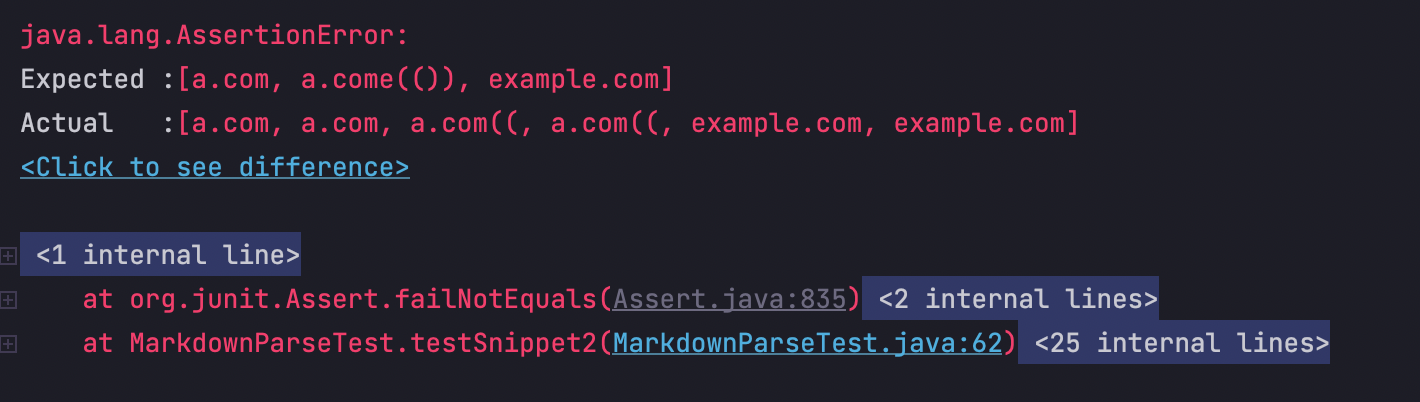 java.lang.AssertionError:
Expected :[a.com, a.come(()), example.com]
Actual   :[a.com, a.com, a.com((, a.com((, example.com, example.com]
<Click to see difference>
<1 internal line>
at org.junit.Assert.failNotEquals(Assert.java:835) <2 internal lines>
at MarkdownParseTest.testSnippet2(MarkdownParseTest.java:62) <25 internal lines>